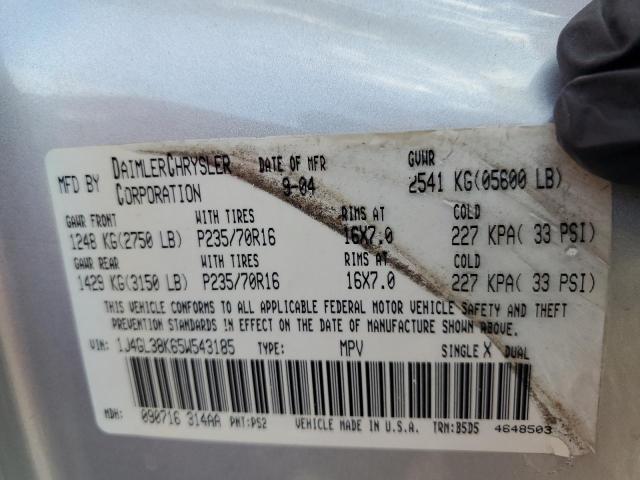 MFD BY DAIMLERCHRYSLER CORPORATION DATE OF MFR 9-04 GVWR 2541 KG(05600 LB)
GAWR FRONT WITH TIRES RIMS AT COLD
1248 KG(2750 LB) P235/70R16 16X7.0 227 KPA( 33 PSI)
GAWR REAR WITH TIRES RIMS AT COLD
1429 KG(3150 LB) P235/70R16 16X7.0 227 KPA( 33 PSI)
THIS VEHICLE CONFORMS TO ALL APPLICABLE FEDERAL MOTOR VEHICLE SAFETY AND THEFT
PREVENTION STANDARDS IN EFFECT ON THE DATE OF MANUFACTURE SHOWN ABOVE.
VIN: 1J4GL38K65W543185 TYPE: MPV SINGLE X DUAL
MDH: 090716 314AA PNT:PS2 VEHICLE MADE IN U.S.A. TRN:B5D5 4648503